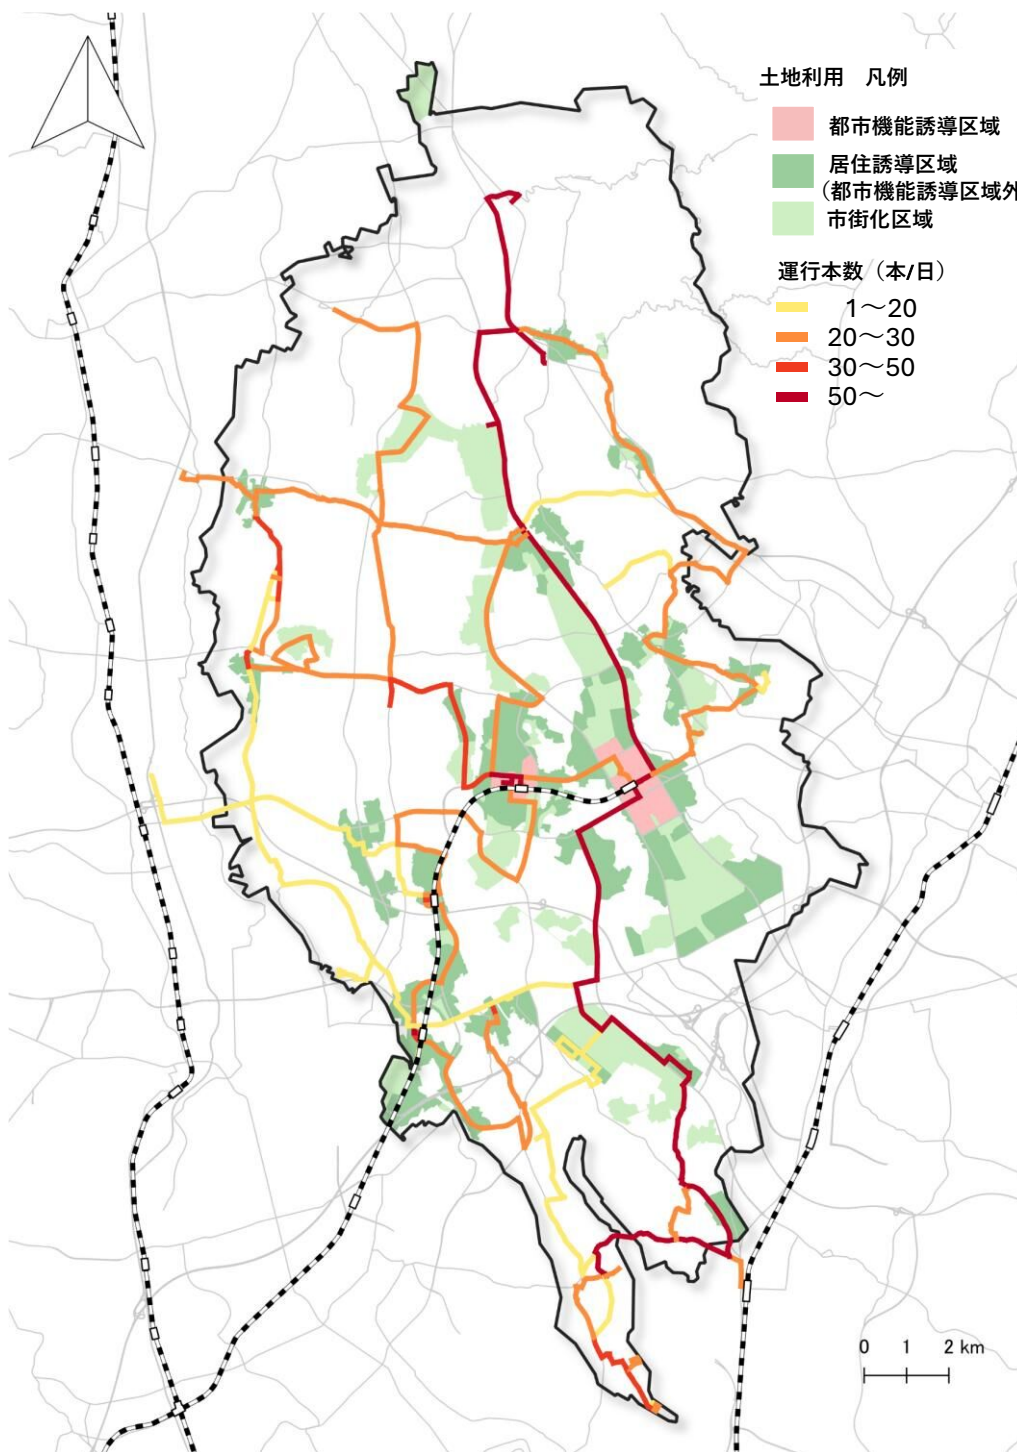 土地利用　凡例
都市機能誘導区域
居住誘導区域
（都市機能誘導区域外
市街化区域
運行本数（本/日）
1～20
20～30
30～50
50～
0 1 2 km